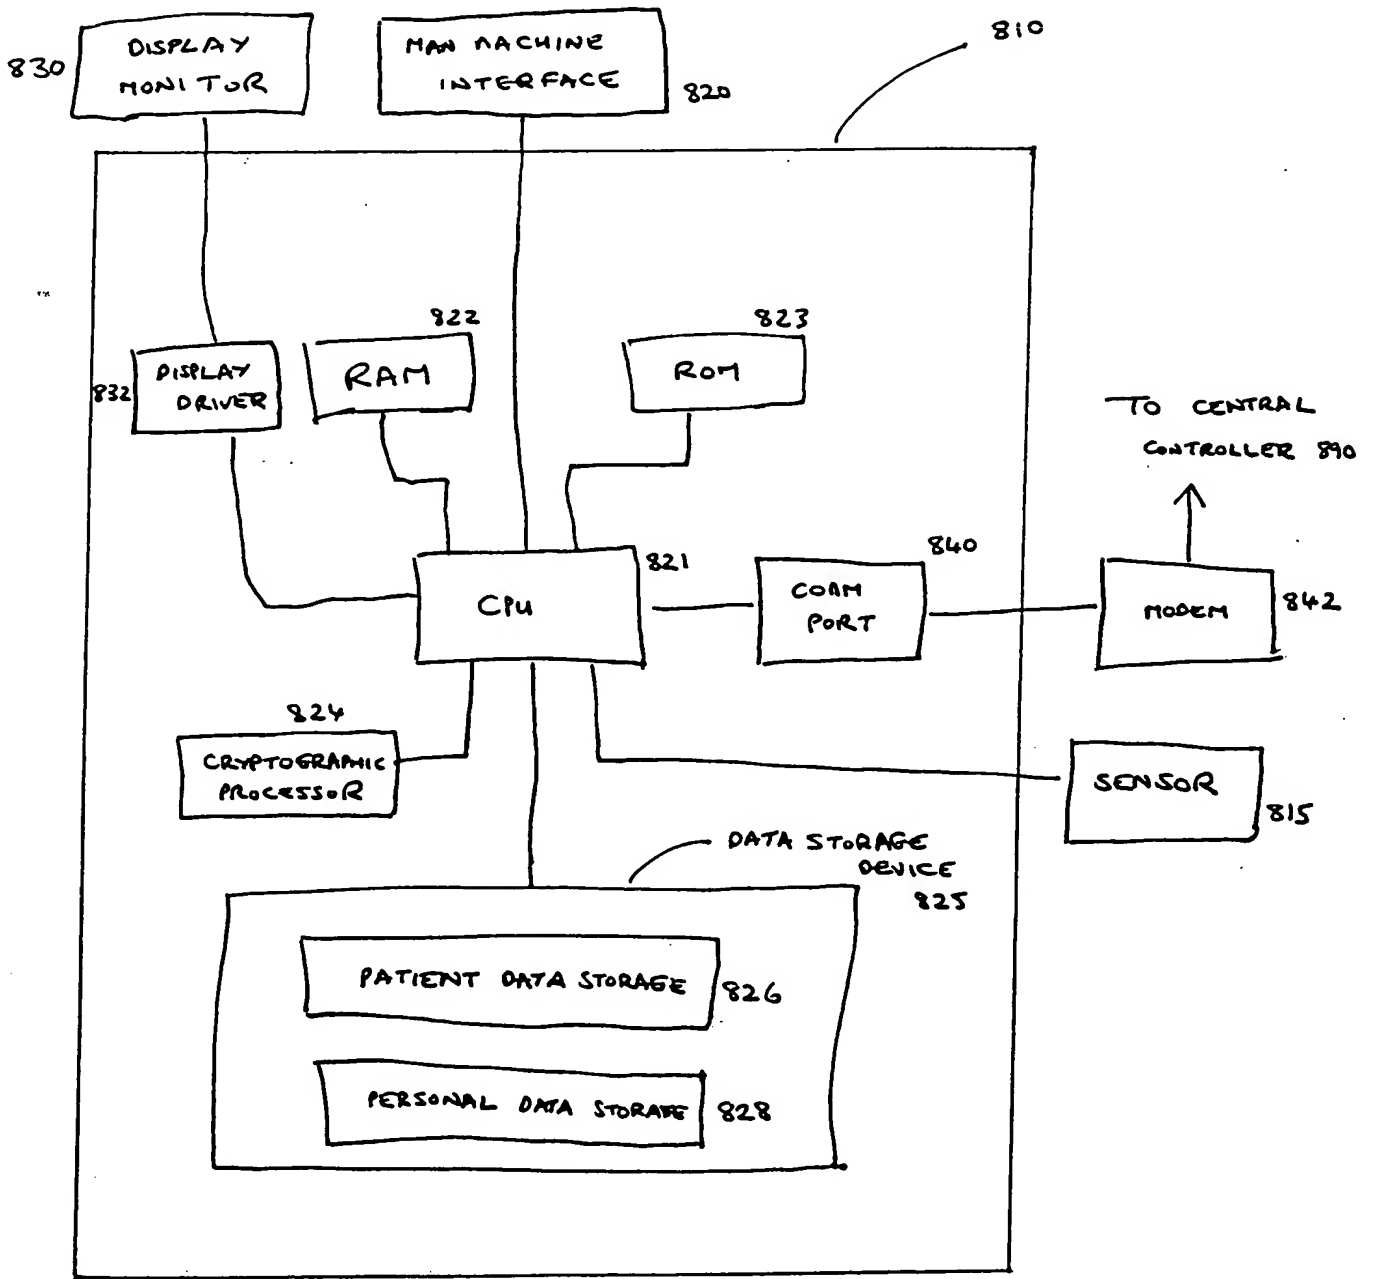 810
DISPLAY
MONITOR
830
MAN MACHINE
INTERFACE
820
822
823
DISPLAY
DRIVER
832
RAM
ROM
TO CENTRAL
CONTROLLER 890
CPU
821
840
COMM
PORT
MODEM
842
824
CRYPTOGRAPHIC
PROCESSOR
SENSOR
815
DATA STORAGE
DEVICE
825
PATIENT DATA STORAGE
826
PERSONAL DATA STORAGE
828